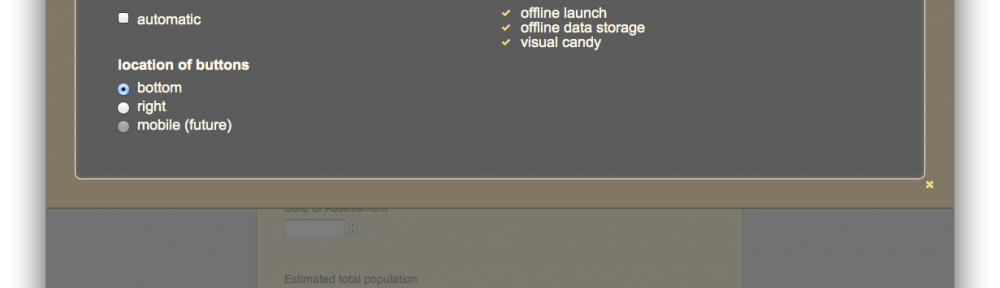 automatic
location of buttons
bottom
right
mobile (future)
offline launch
offline data storage
visual candy
Date of Assessment
Estimated total population